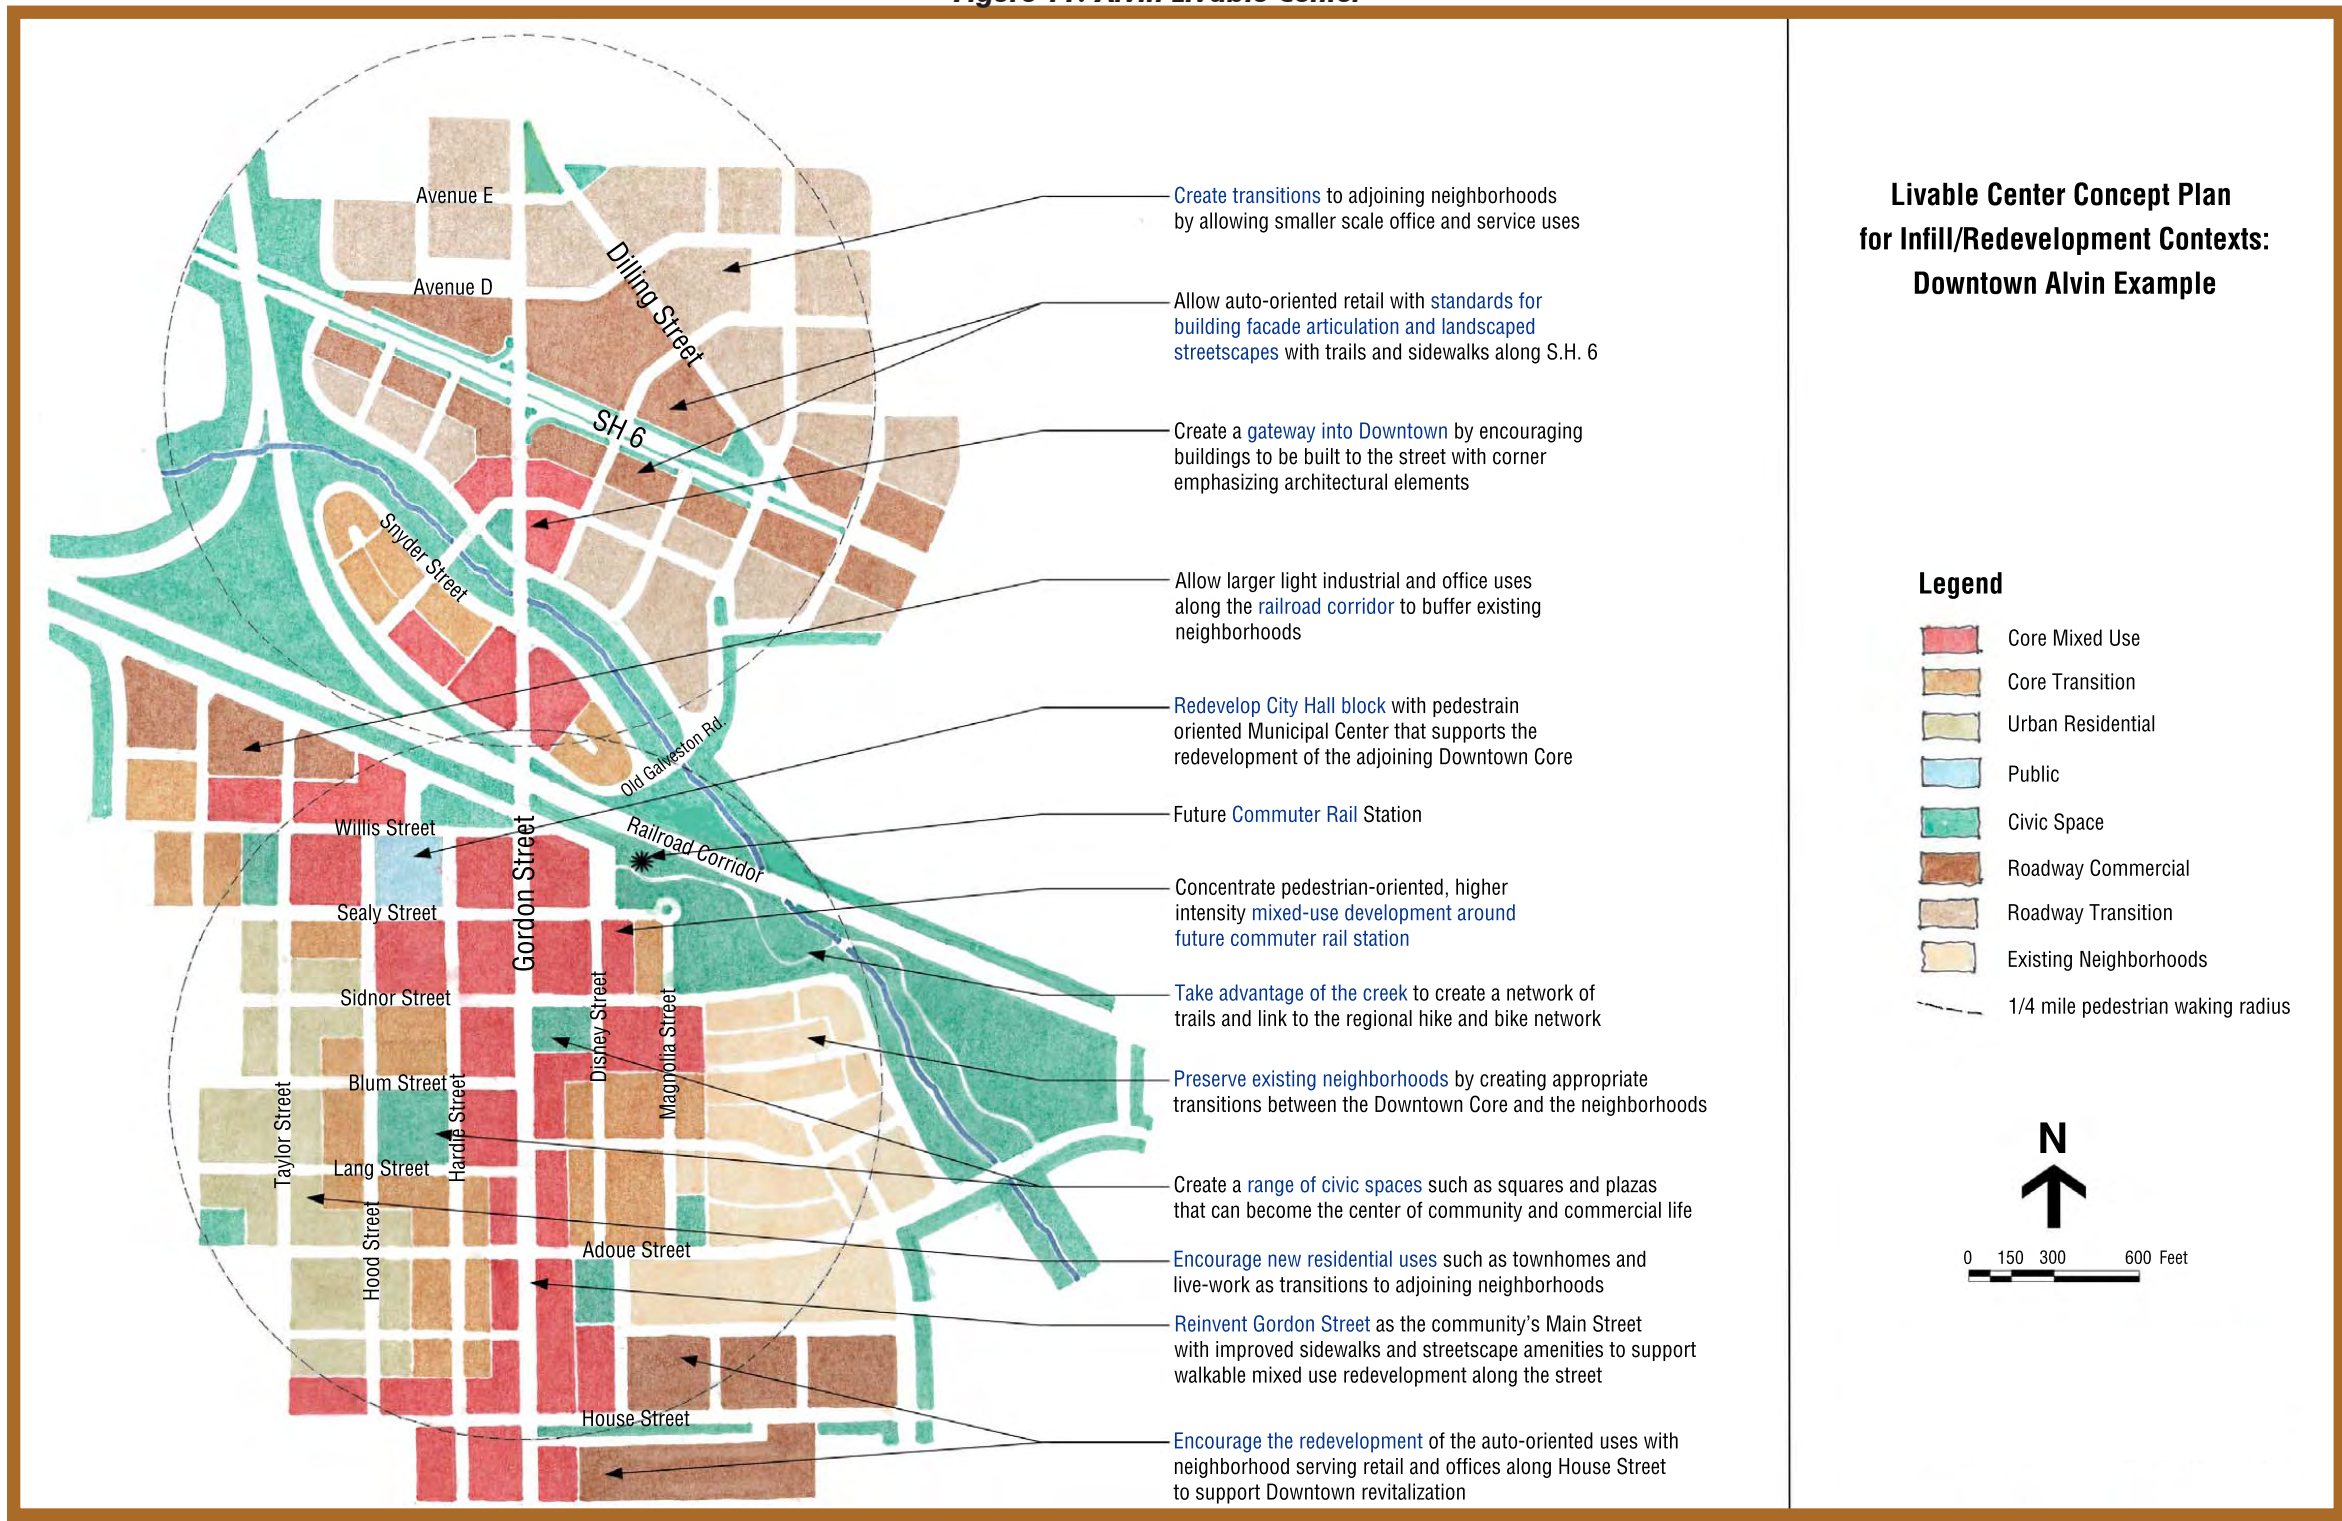 Figure 11: Alvin Livable Center
Avenue E
Avenue D
Dilling Street
SH 6
Snyder Street
Old Galveston Rd.
Railroad Corridor
Willis Street
Gordon Street
Sealy Street
Sidnor Street
Disney Street
Magnolia Street
Blum Street
Hardie Street
Taylor Street
Lang Street
Hood Street
Adoue Street
House Street
Create transitions to adjoining neighborhoods
by allowing smaller scale office and service uses
Allow auto-oriented retail with standards for
building facade articulation and landscaped
streetscapes with trails and sidewalks along S.H. 6
Create a gateway into Downtown by encouraging
buildings to be built to the street with corner
emphasizing architectural elements
Allow larger light industrial and office uses
along the railroad corridor to buffer existing
neighborhoods
Redevelop City Hall block with pedestrain
oriented Municipal Center that supports the
redevelopment of the adjoining Downtown Core
Future Commuter Rail Station
Concentrate pedestrian-oriented, higher
intensity mixed-use development around
future commuter rail station
Take advantage of the creek to create a network of
trails and link to the regional hike and bike network
Preserve existing neighborhoods by creating appropriate
transitions between the Downtown Core and the neighborhoods
Create a range of civic spaces such as squares and plazas
that can become the center of community and commercial life
Encourage new residential uses such as townhomes and
live-work as transitions to adjoining neighborhoods
Reinvent Gordon Street as the community's Main Street
with improved sidewalks and streetscape amenities to support
walkable mixed use redevelopment along the street
Encourage the redevelopment of the auto-oriented uses with
neighborhood serving retail and offices along House Street
to support Downtown revitalization
Livable Center Concept Plan
for Infill/Redevelopment Contexts:
Downtown Alvin Example
Legend
Core Mixed Use
Core Transition
Urban Residential
Public
Civic Space
Roadway Commercial
Roadway Transition
Existing Neighborhoods
1/4 mile pedestrian waking radius
N
0 150 300 600 Feet